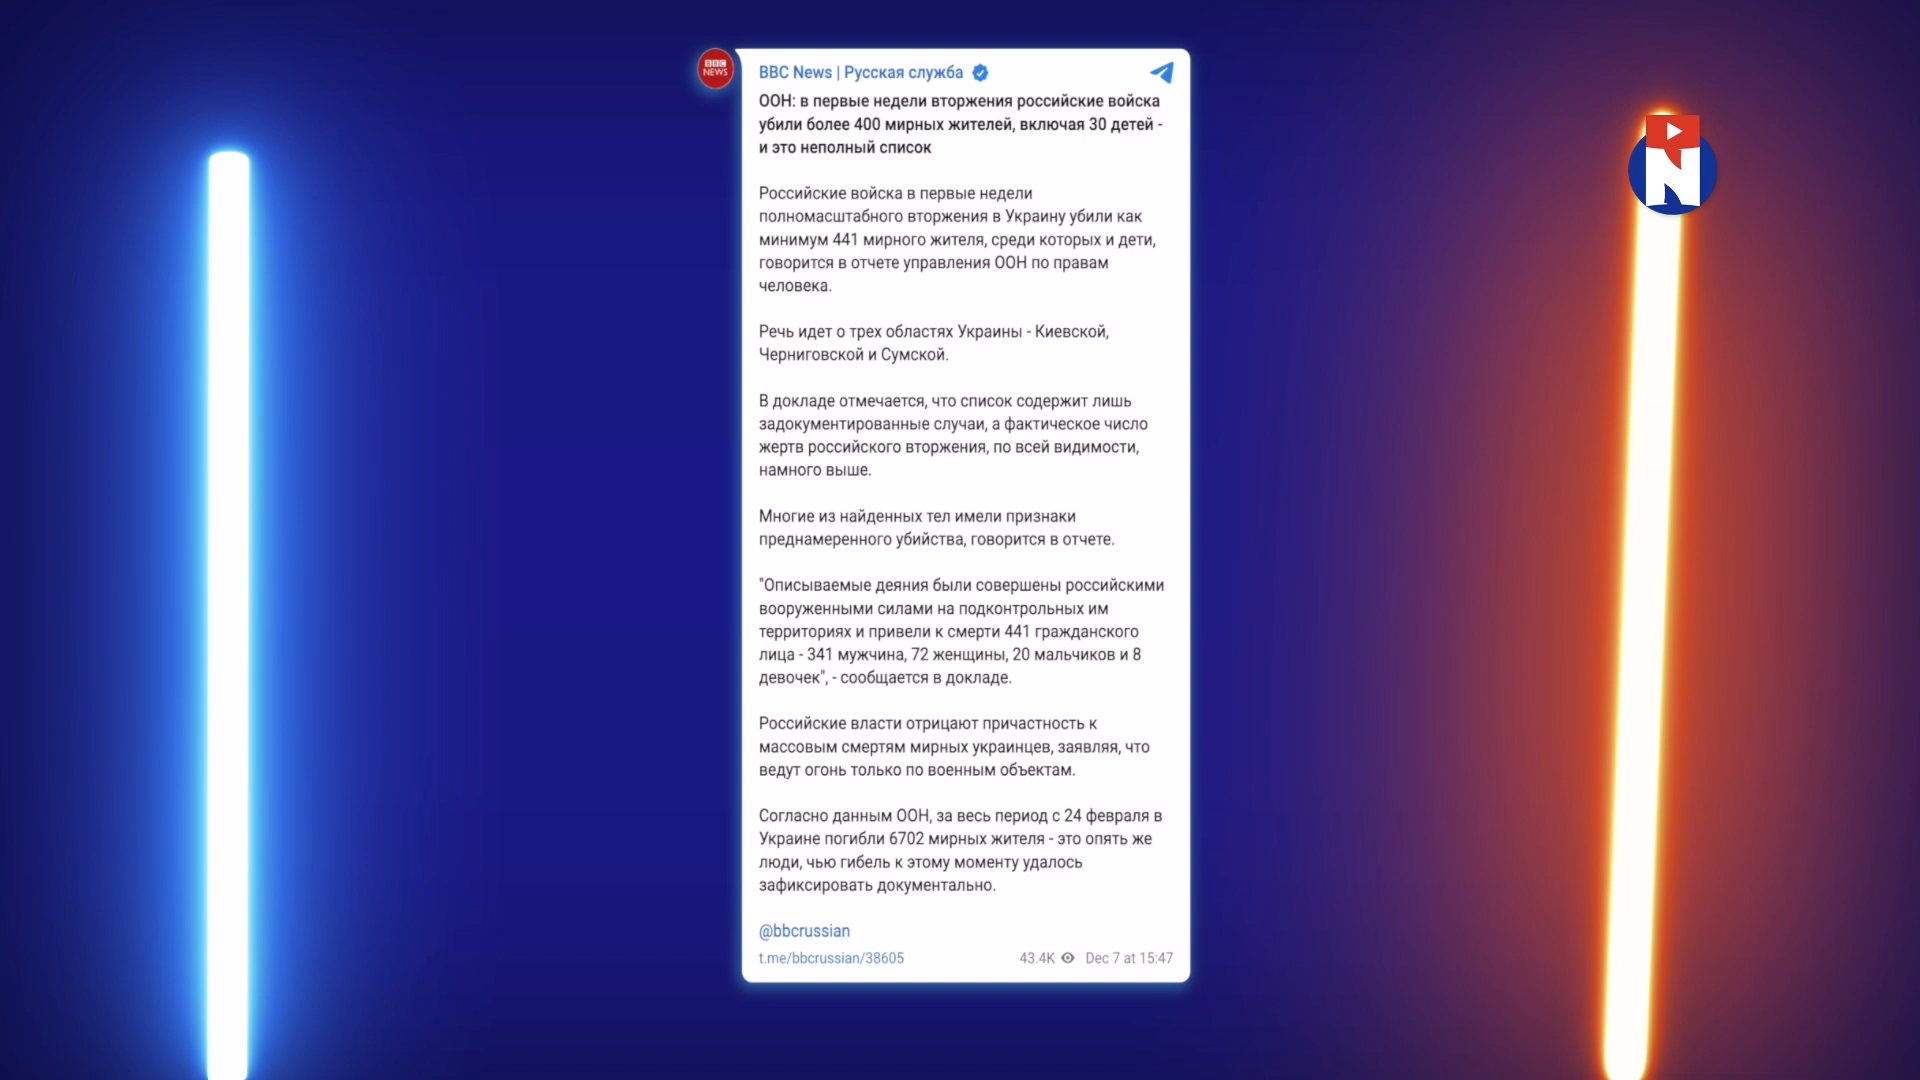 BBC
NEWS
BBC News | Русская служба
ООН: в первые недели вторжения российские войска
убили более 400 мирных жителей, включая 30 детей -
и это неполный список
Российские войска в первые недели
полномасштабного вторжения в Украину убили как
минимум 441 мирного жителя, среди которых и дети,
говорится в отчете управления ООН по правам
человека.
Речь идет о трех областях Украины - Киевской,
Черниговской и Сумской.
В докладе отмечается, что список содержит лишь
задокументированные случаи, а фактическое число
жертв российского вторжения, по всей видимости,
намного выше.
Многие из найденных тел имели признаки
преднамеренного убийства, говорится в отчете.
"Описываемые деяния были совершены российскими
вооруженными силами на подконтрольных им
территориях и привели к смерти 441 гражданского
лица - 341 мужчина, 72 женщины, 20 мальчиков и 8
девочек", - сообщается в докладе.
Российские власти отрицают причастность к
массовым смертям мирных украинцев, заявляя, что
ведут огонь только по военным объектам.
Согласно данным ООН, за весь период с 24 февраля в
Украине погибли 6702 мирных жителя - это опять же
люди, чью гибель к этому моменту удалось
зафиксировать документально.
@bbcrussian
t.me/bbcrussian/38605 43.4K Dec 7 at 15:47
N